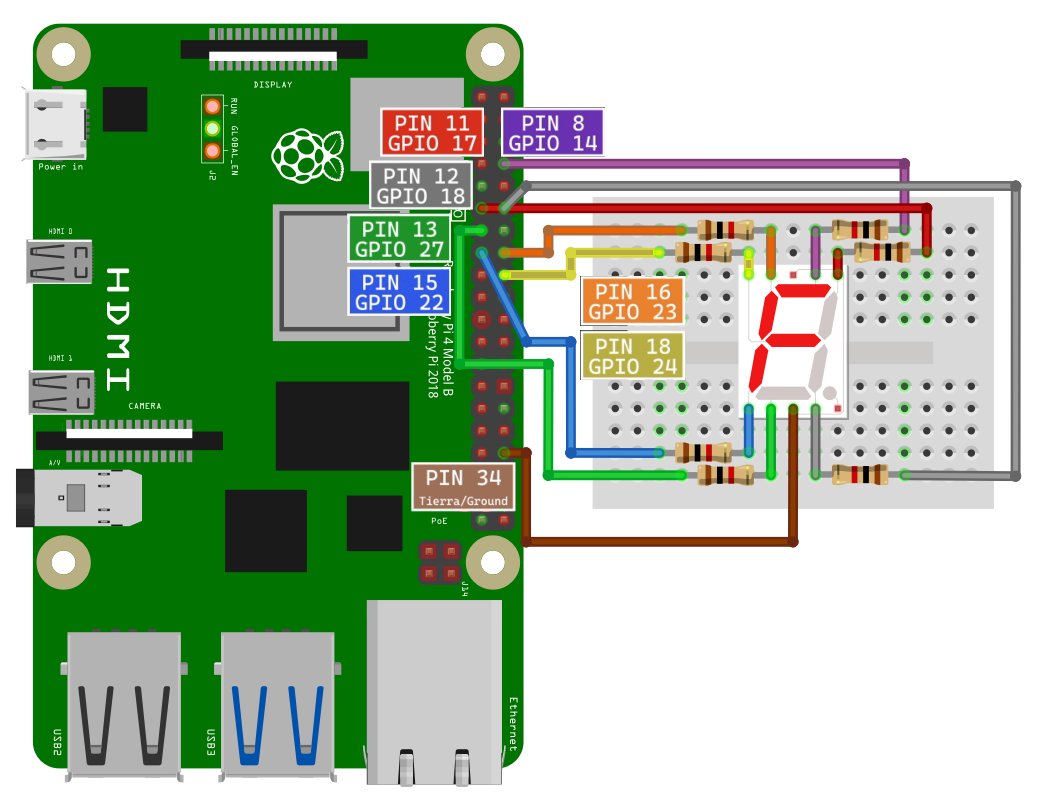 DISPLAY
RUN
GLOBAL_EN
J2
Power in
PIN 11
GPIO 17
PIN 8
GPIO 14
PIN 12
GPIO 18
PIN 13
GPIO 27
HDMI 0
PIN 15
GPIO 22
HDMI
PIN 16
GPIO 23
y Pi 4 Model B
pberry Pi 2018
PIN 18
GPIO 24
HDMI 1
CAMERA
A/V
PIN 34
Tierra/Ground
PoE
J14
USB2
USB3
Ethernet